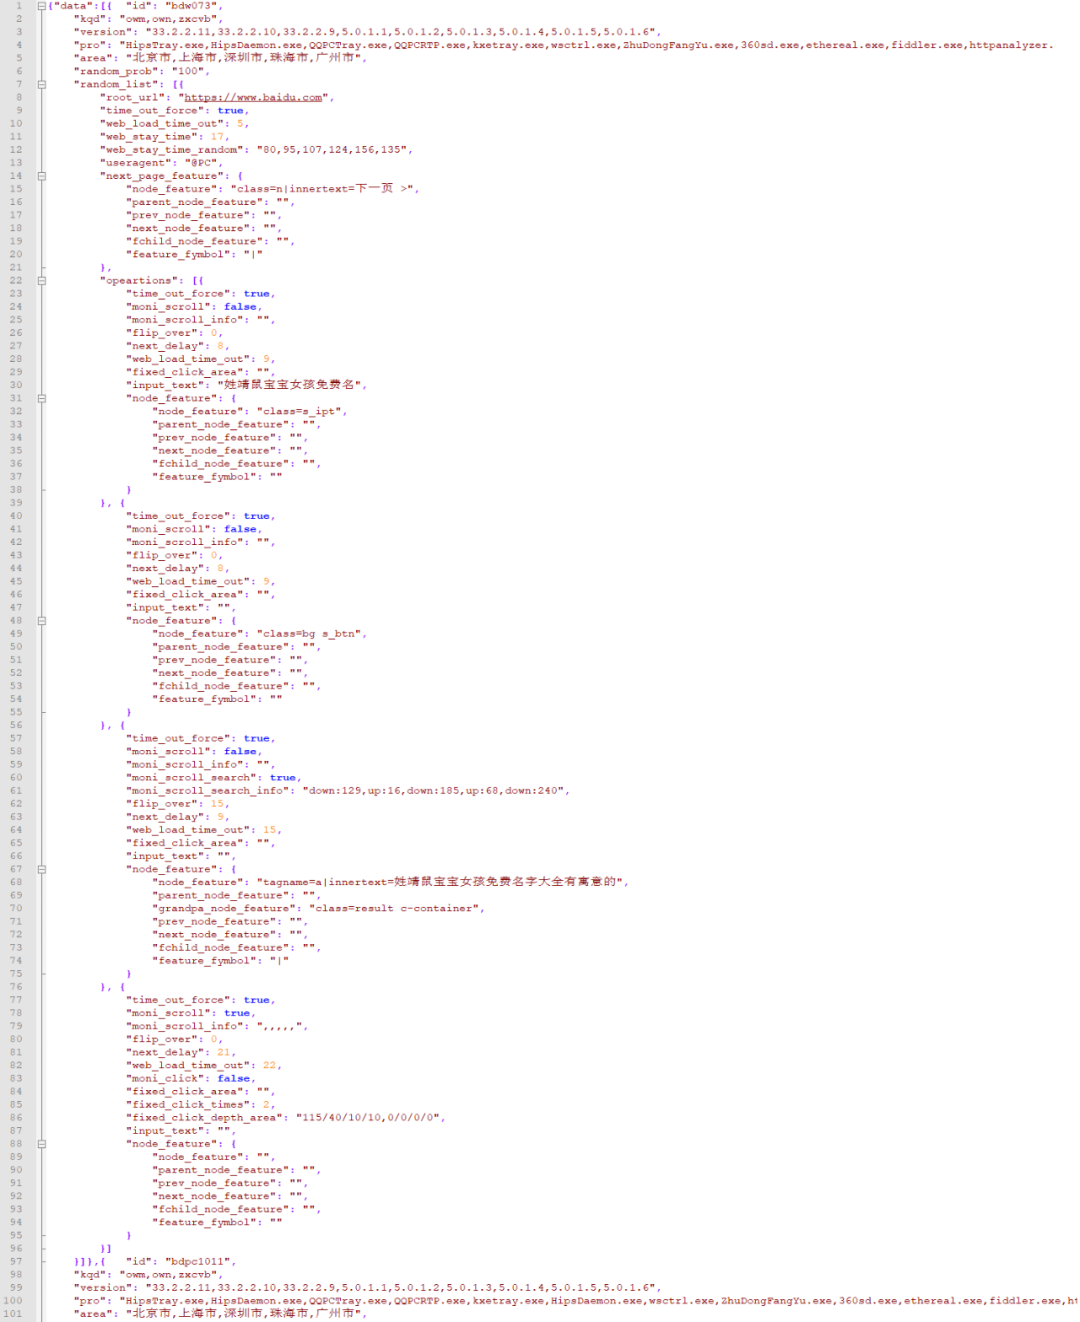 1 {"data":[{ "id": "bdw073",
2 "kqd": "owm,own,zxcvb",
3 "version": "33.2.2.11,33.2.2.10,33.2.2.9,5.0.1.1,5.0.1.2,5.0.1.3,5.0.1.4,5.0.1.5,5.0.1.6",
4 "pro": "HipsTray.exe,HipsDaemon.exe,QQPCTray.exe,QQPCRTP.exe,kxetray.exe,wsctrl.exe,ZhuDongFangYu.exe,360sd.exe,ethereal.exe,fiddler.exe,httpanalyzer.
5 "area": "北京市,上海市,深圳市,珠海市,广州市",
6 "random_prob": "100",
7 "random_list": [{
8 "root_url": "https://www.baidu.com",
9 "time_out_force": true,
10 "web_load_time_out": 5,
11 "web_stay_time": 17,
12 "web_stay_time_random": "80,95,107,124,156,135",
13 "useragent": "@PC",
14 "next_page_feature": {
15 "node_feature": "class=n|innertext=下一页 >",
16 "parent_node_feature": "",
17 "prev_node_feature": "",
18 "next_node_feature": "",
19 "fchild_node_feature": "",
20 "feature_fymbol": "|"
21 },
22 "opeartions": [{
23 "time_out_force": true,
24 "moni_scroll": false,
25 "moni_scroll_info": "",
26 "flip_over": 0,
27 "next_delay": 8,
28 "web_load_time_out": 9,
29 "fixed_click_area": "",
30 "input_text": "姓靖鼠宝宝女孩免费名",
31 "node_feature": {
32 "node_feature": "class=s_ipt",
33 "parent_node_feature": "",
34 "prev_node_feature": "",
35 "next_node_feature": "",
36 "fchild_node_feature": "",
37 "feature_fymbol": ""
38 }
39 }, {
40 "time_out_force": true,
41 "moni_scroll": false,
42 "moni_scroll_info": "",
43 "flip_over": 0,
44 "next_delay": 8,
45 "web_load_time_out": 9,
46 "fixed_click_area": "",
47 "input_text": "",
48 "node_feature": {
49 "node_feature": "class=bg s_btn",
50 "parent_node_feature": "",
51 "prev_node_feature": "",
52 "next_node_feature": "",
53 "fchild_node_feature": "",
54 "feature_fymbol": ""
55 }
56 }, {
57 "time_out_force": true,
58 "moni_scroll": false,
59 "moni_scroll_info": "",
60 "moni_scroll_search": true,
61 "moni_scroll_search_info": "down:129,up:16,down:185,up:68,down:240",
62 "flip_over": 15,
63 "next_delay": 9,
64 "web_load_time_out": 15,
65 "fixed_click_area": "",
66 "input_text": "",
67 "node_feature": {
68 "node_feature": "tagname=a|innertext=姓靖鼠宝宝女孩免费名字大全有寓意的",
69 "parent_node_feature": "",
70 "grandpa_node_feature": "class=result c-container",
71 "prev_node_feature": "",
72 "next_node_feature": "",
73 "fchild_node_feature": "",
74 "feature_fymbol": "|"
75 }
76 }, {
77 "time_out_force": true,
78 "moni_scroll": true,
79 "moni_scroll_info": ",,,,,",
80 "flip_over": 0,
81 "next_delay": 21,
82 "web_load_time_out": 22,
83 "moni_click": false,
84 "fixed_click_area": "",
85 "fixed_click_times": 2,
86 "fixed_click_depth_area": "115/40/10/10,0/0/0/0",
87 "input_text": "",
88 "node_feature": {
89 "node_feature": "",
90 "parent_node_feature": "",
91 "prev_node_feature": "",
92 "next_node_feature": "",
93 "fchild_node_feature": "",
94 "feature_fymbol": ""
95 }
96 }]
97 }]},{ "id": "bdpc1011",
98 "kqd": "owm,own,zxcvb",
99 "version": "33.2.2.11,33.2.2.10,33.2.2.9,5.0.1.1,5.0.1.2,5.0.1.3,5.0.1.4,5.0.1.5,5.0.1.6",
100 "pro": "HipsTray.exe,HipsDaemon.exe,QQPCTray.exe,QQPCRTP.exe,kxetray.exe,HipsDaemon.exe,wsctrl.exe,ZhuDongFangYu.exe,360sd.exe,ethereal.exe,fiddler.exe,ht
101 "area": "北京市,上海市,深圳市,珠海市,广州市",